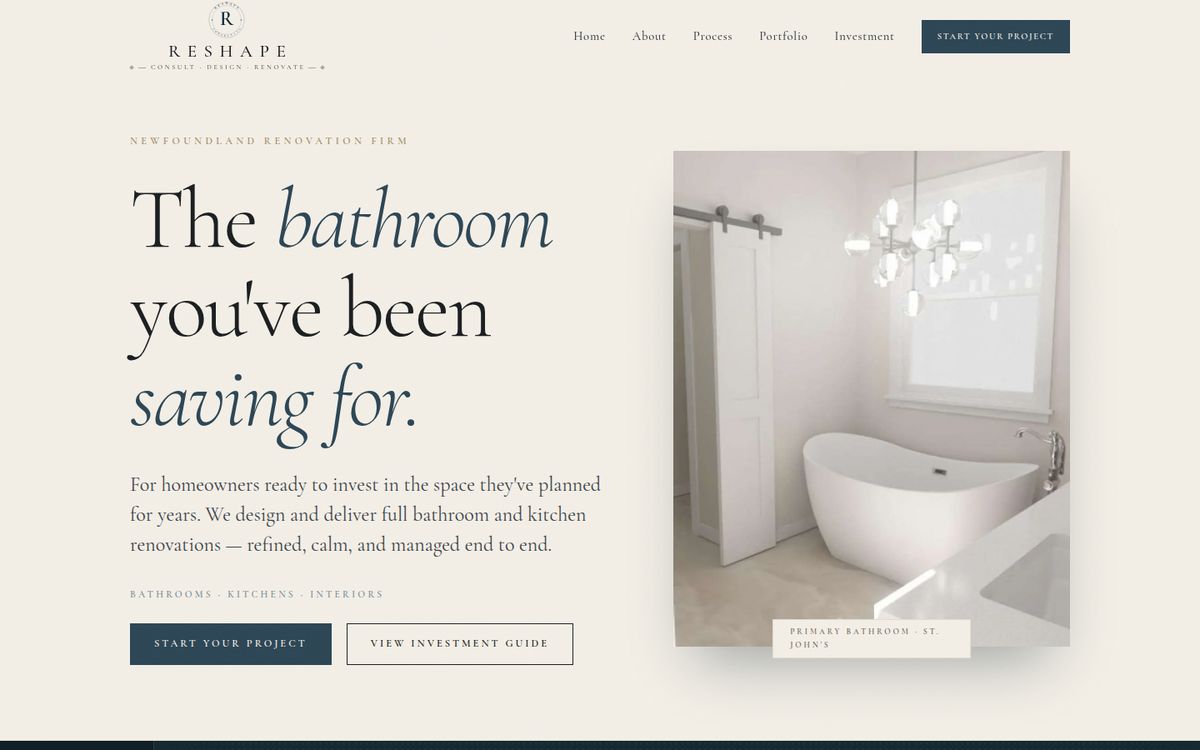 R
RESHAPE
CONSULT · DESIGN · RENOVATE
Home About Process Portfolio Investment START YOUR PROJECT
NEWFOUNDLAND RENOVATION FIRM
The bathroom
you've been
saving for.
For homeowners ready to invest in the space they've planned
for years. We design and deliver full bathroom and kitchen
renovations — refined, calm, and managed end to end.
BATHROOMS · KITCHENS · INTERIORS
START YOUR PROJECT VIEW INVESTMENT GUIDE
PRIMARY BATHROOM · ST.
JOHN'S